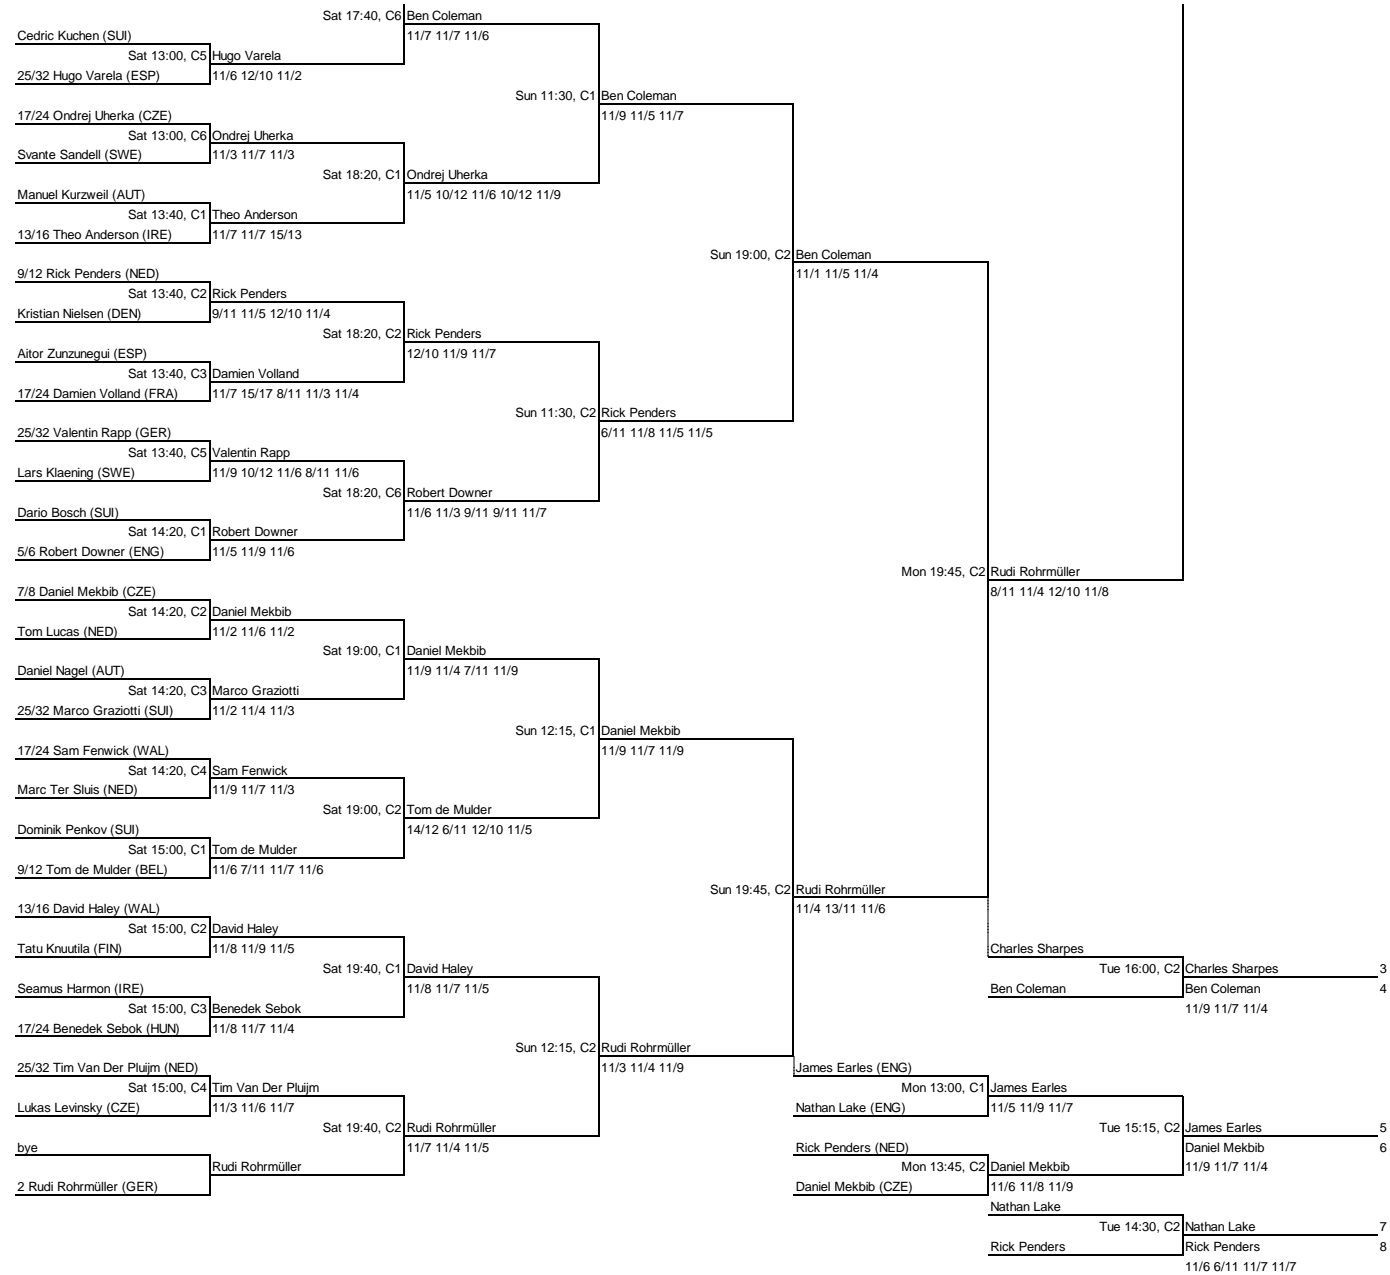 Sat 17:40, C6 Ben Coleman
11/7 11/7 11/6
Cedric Kuchen (SUI)
Sat 13:00, C5 Hugo Varela
25/32 Hugo Varela (ESP)
11/6 12/10 11/2
Sun 11:30, C1 Ben Coleman
11/9 11/5 11/7
17/24 Ondrej Uherka (CZE)
Sat 13:00, C6 Ondrej Uherka
Svante Sandell (SWE)
11/3 11/7 11/3
Sat 18:20, C1 Ondrej Uherka
11/5 10/12 11/6 10/12 11/9
Manuel Kurzweil (AUT)
Sat 13:40, C1 Theo Anderson
13/16 Theo Anderson (IRE)
11/7 11/7 15/13
Sun 19:00, C2 Ben Coleman
11/1 11/5 11/4
9/12 Rick Penders (NED)
Sat 13:40, C2 Rick Penders
Kristian Nielsen (DEN)
9/11 11/5 12/10 11/4
Sat 18:20, C2 Rick Penders
12/10 11/9 11/7
Aitor Zunzunegui (ESP)
Sat 13:40, C3 Damien Volland
17/24 Damien Volland (FRA)
11/7 15/17 8/11 11/3 11/4
Sun 11:30, C2 Rick Penders
6/11 11/8 11/5 11/5
25/32 Valentin Rapp (GER)
Sat 13:40, C5 Valentin Rapp
Lars Klaening (SWE)
11/9 10/12 11/6 8/11 11/6
Sat 18:20, C6 Robert Downer
11/6 11/3 9/11 9/11 11/7
Dario Bosch (SUI)
Sat 14:20, C1 Robert Downer
5/6 Robert Downer (ENG)
11/5 11/9 11/6
Mon 19:45, C2 Rudi Rohrmüller
8/11 11/4 12/10 11/8
7/8 Daniel Mekbib (CZE)
Sat 14:20, C2 Daniel Mekbib
Tom Lucas (NED)
11/2 11/6 11/2
Sat 19:00, C1 Daniel Mekbib
11/9 11/4 7/11 11/9
Daniel Nagel (AUT)
Sat 14:20, C3 Marco Graziotti
25/32 Marco Graziotti (SUI)
11/2 11/4 11/3
Sun 12:15, C1 Daniel Mekbib
11/9 11/7 11/9
17/24 Sam Fenwick (WAL)
Sat 14:20, C4 Sam Fenwick
Marc Ter Sluis (NED)
11/9 11/7 11/3
Sat 19:00, C2 Tom de Mulder
14/12 6/11 12/10 11/5
Dominik Penkov (SUI)
Sat 15:00, C1 Tom de Mulder
9/12 Tom de Mulder (BEL)
11/6 7/11 11/7 11/6
Sun 19:45, C2 Rudi Rohrmüller
11/4 13/11 11/6
13/16 David Haley (WAL)
Sat 15:00, C2 David Haley
Tatu Knuutila (FIN)
11/8 11/9 11/5
Charles Sharpes
Sat 19:40, C1 David Haley
11/8 11/7 11/5
Tue 16:00, C2 Charles Sharpes 3
Ben Coleman
Ben Coleman 4
11/9 11/7 11/4
Seamus Harmon (IRE)
Sat 15:00, C3 Benedek Sebok
17/24 Benedek Sebok (HUN)
11/8 11/7 11/4
Sun 12:15, C2 Rudi Rohrmüller
11/3 11/4 11/9
25/32 Tim Van Der Pluijm (NED)
Sat 15:00, C4 Tim Van Der Pluijm
Lukas Levinsky (CZE)
11/3 11/6 11/7
James Earles (ENG)
Mon 13:00, C1 James Earles
Nathan Lake (ENG)
11/5 11/9 11/7
Sat 19:40, C2 Rudi Rohrmüller
11/7 11/4 11/5
Tue 15:15, C2 James Earles 5
Daniel Mekbib 6
11/9 11/7 11/4
bye
Rudi Rohrmüller
2 Rudi Rohrmüller (GER)
Rick Penders (NED)
Mon 13:45, C2 Daniel Mekbib
Daniel Mekbib (CZE)
11/6 11/8 11/9
Nathan Lake
Tue 14:30, C2 Nathan Lake 7
Rick Penders
Rick Penders 8
11/6 6/11 11/7 11/7